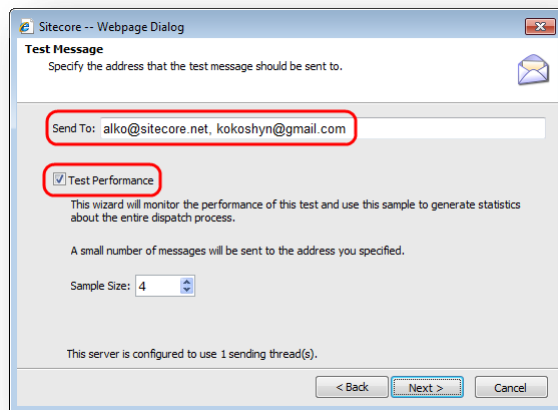 Sitecore -- Webpage Dialog
Test Message
Specify the address that the test message should be sent to.
Send To: alko@sitecore.net, kokoshyn@gmail.com
Test Performance
This wizard will monitor the performance of this test and use this sample to generate statistics
about the entire dispatch process.
A small number of messages will be sent to the address you specified.
Sample Size: 4
This server is configured to use 1 sending thread(s).
< Back Next > Cancel